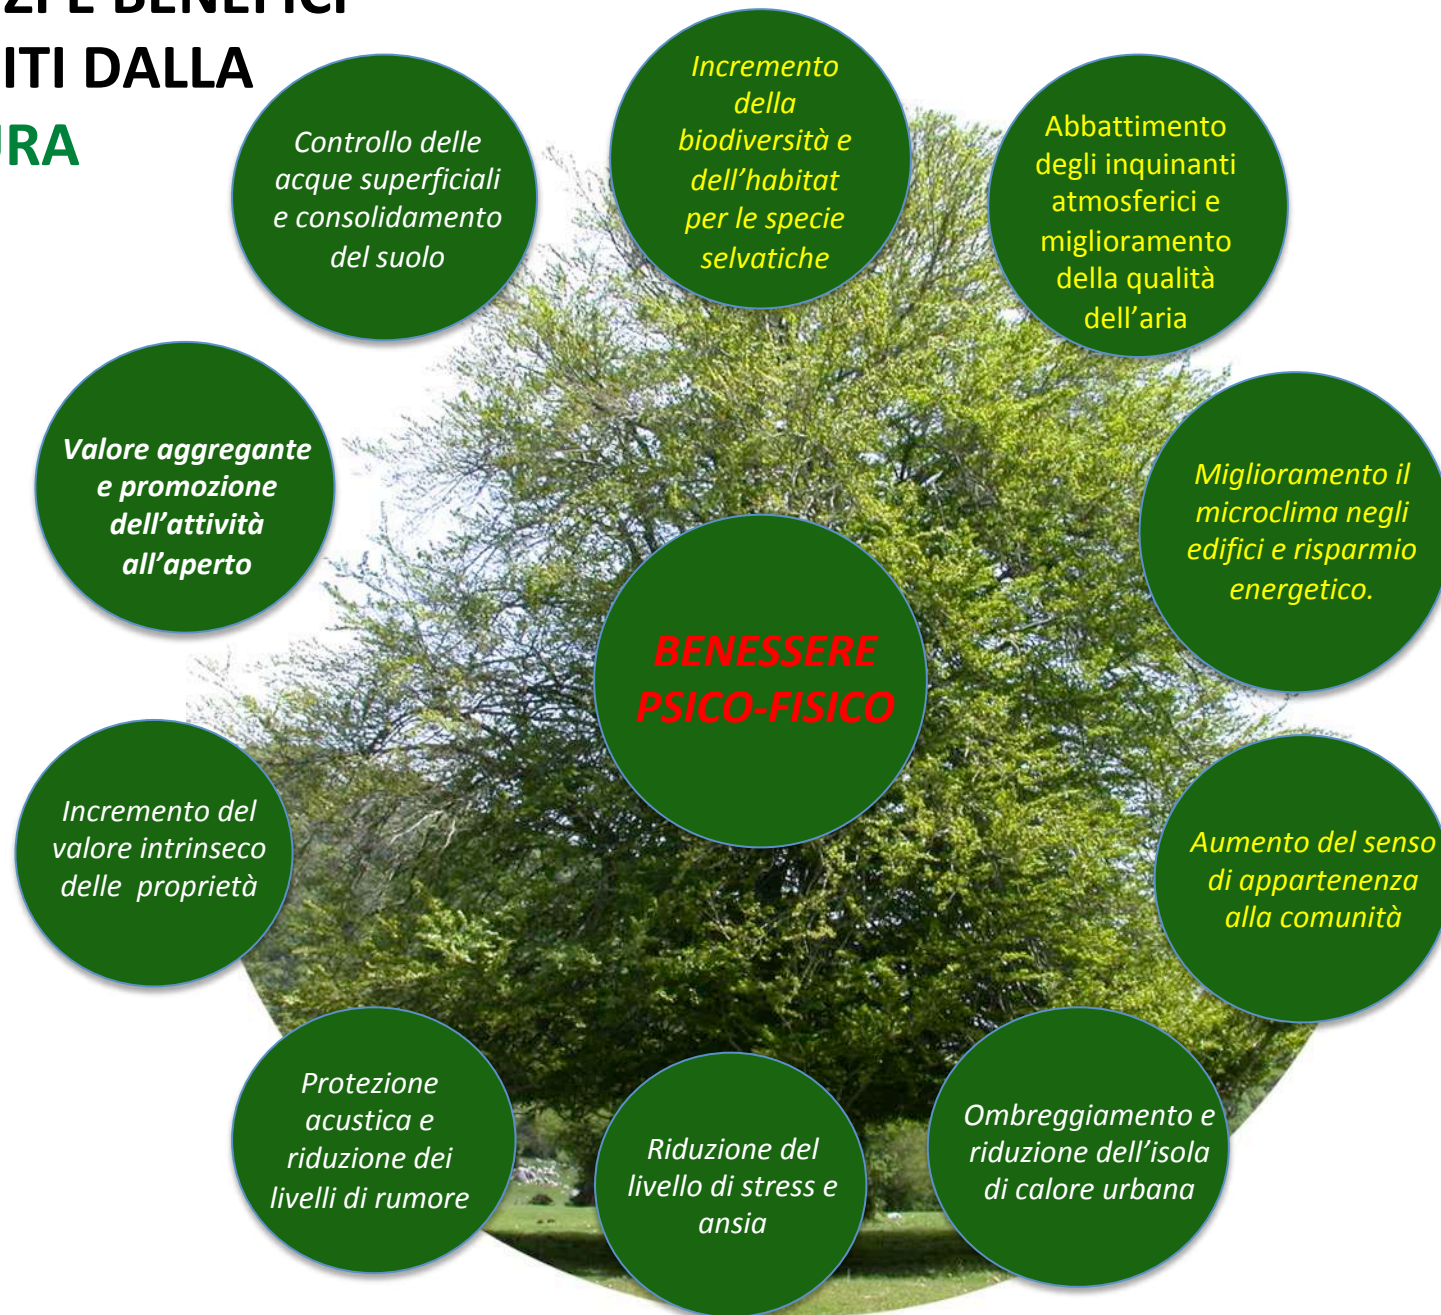 ZI E BENEFICI
ITI DALLA
URA
Incremento
della
biodiversità e
dell'habitat
per le specie
selvatiche
Controllo delle
acque superficiali
e consolidamento
del suolo
Abbattimento
degli inquinanti
atmosferici e
miglioramento
della qualità
dell'aria
Valore aggregante
e promozione
dell'attività
all'aperto
Miglioramento il
microclima negli
edifici e risparmio
energetico.
BENESSERE
PSICO-FISICO
Incremento del
valore intrinseco
delle proprietà
Aumento del senso
di appartenenza
alla comunità
Protezione
acustica e
riduzione dei
livelli di rumore
Riduzione del
livello di stress e
ansia
Ombreggiamento e
riduzione dell'isola
di calore urbana